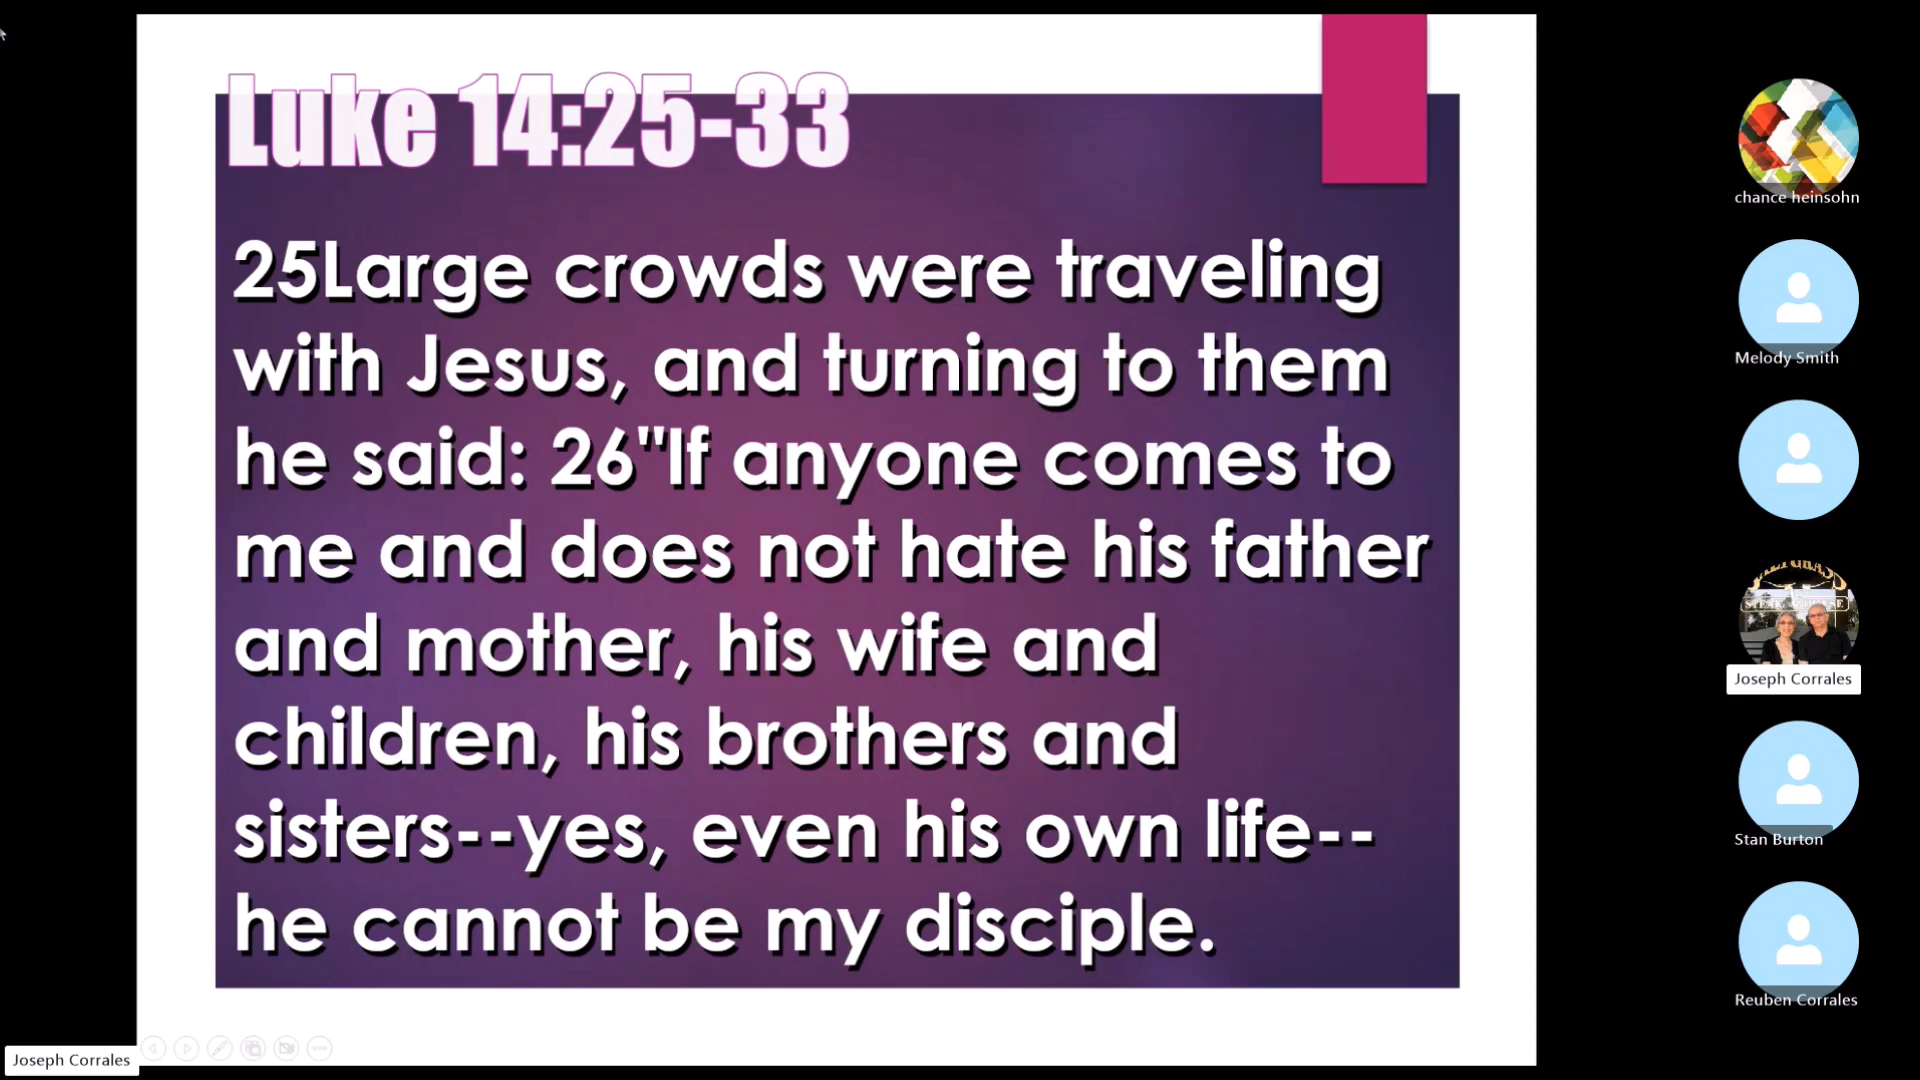 Luke 14:25-33
25Large crowds were traveling
with Jesus, and turning to them
he said: 26"If anyone comes to
me and does not hate his father
and mother, his wife and
children, his brothers and
sisters--yes, even his own life--
he cannot be my disciple.
chance heinsohn
Melody Smith
STEAK HOUSE
Joseph Corrales
Stan Burton
Reuben Corrales
Joseph Corrales